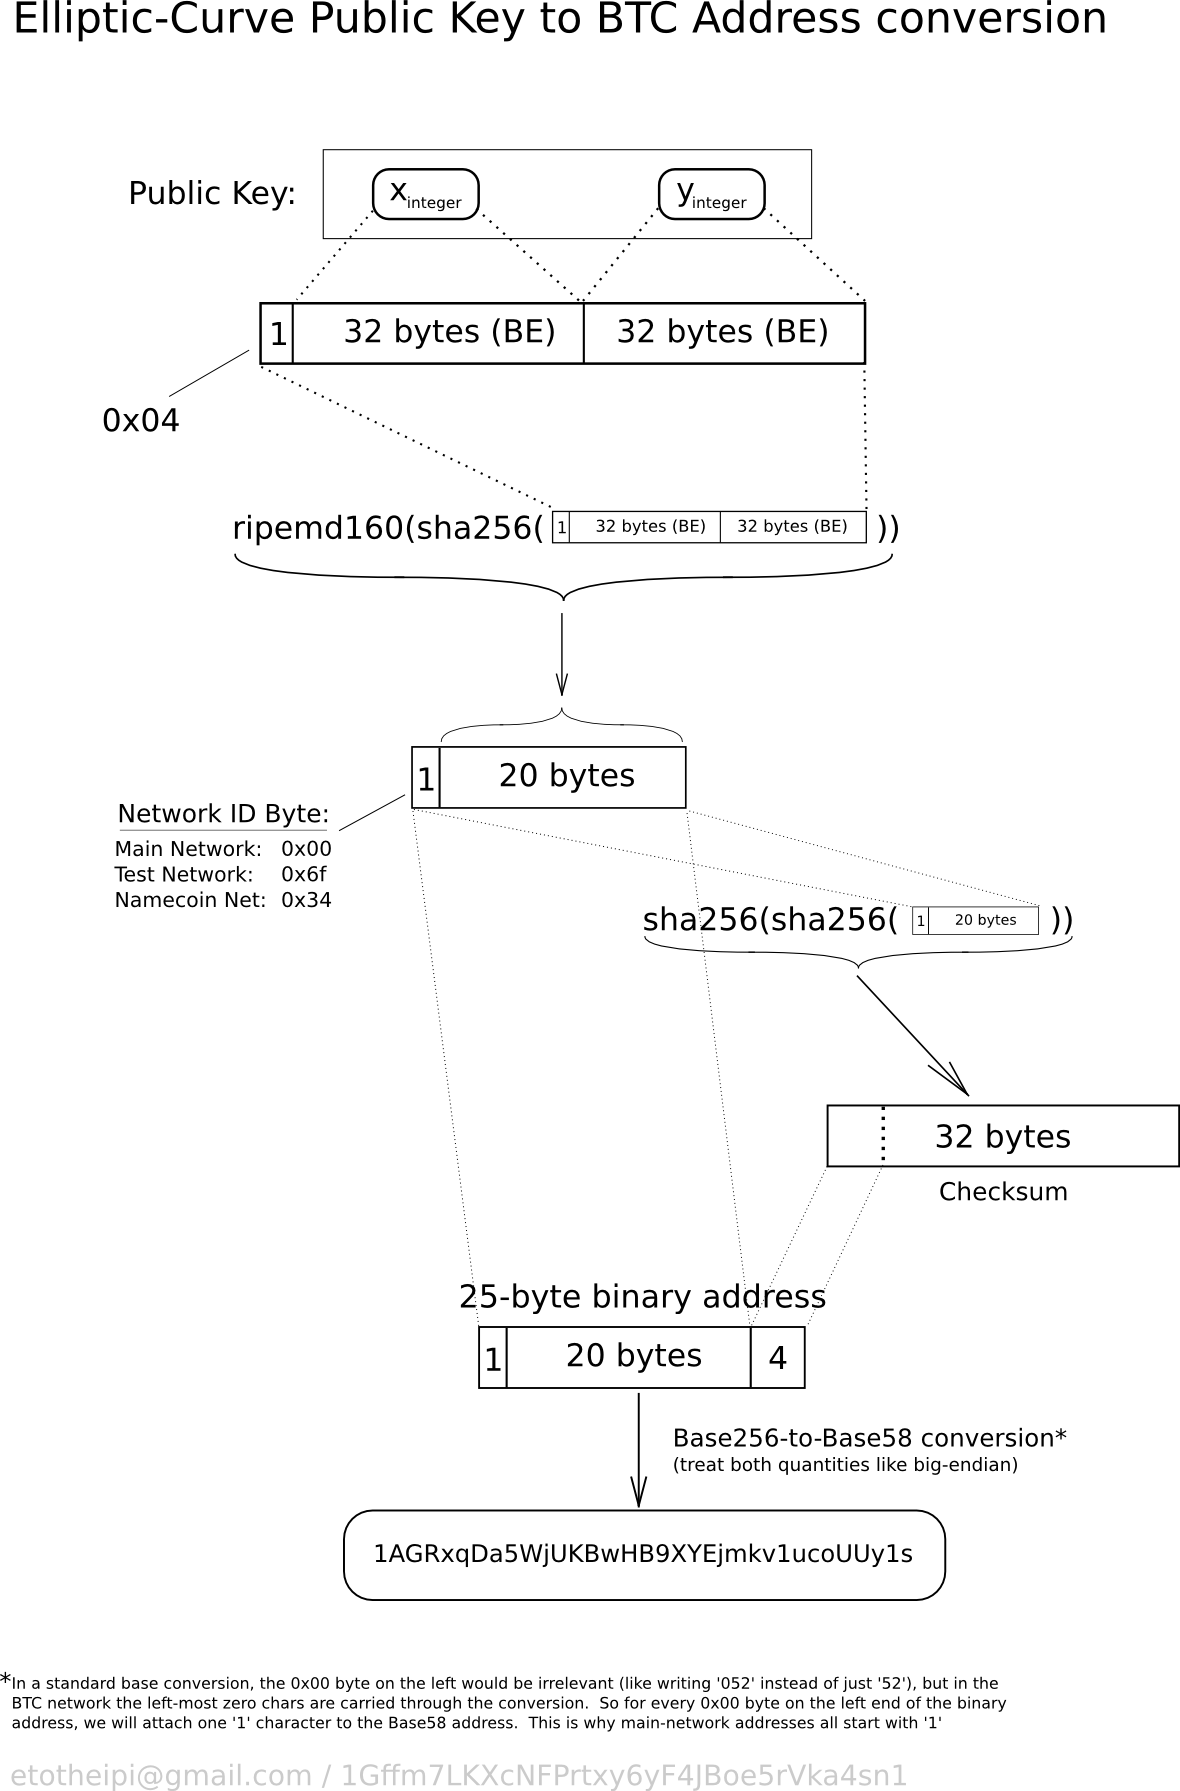 Elliptic-Curve Public Key to BTC Address conversion
Public Key:
x integer
y integer
1
32 bytes (BE)
32 bytes (BE)
0x04
ripemd160(sha256(
1
32 bytes (BE)
32 bytes (BE)
))
1
20 bytes
Network ID Byte:
Main Network: 0x00
Test Network: 0x6f
Namecoin Net: 0x34
sha256(sha256(
1
20 bytes
))
32 bytes
Checksum
25-byte binary address
1
20 bytes
4
Base256-to-Base58 conversion*
(treat both quantities like big-endian)
1AGRxqDa5WjUKBwHB9XYEjmkv1ucoUUy1s
*In a standard base conversion, the 0x00 byte on the left would be irrelevant (like writing '052' instead of just '52'), but in the
BTC network the left-most zero chars are carried through the conversion. So for every 0x00 byte on the left end of the binary
address, we will attach one '1' character to the Base58 address. This is why main-network addresses all start with '1'
etotheipi@gmail.com / 1Gffm7LKXcNFPrtxy6yF4JBoe5rVka4sn1